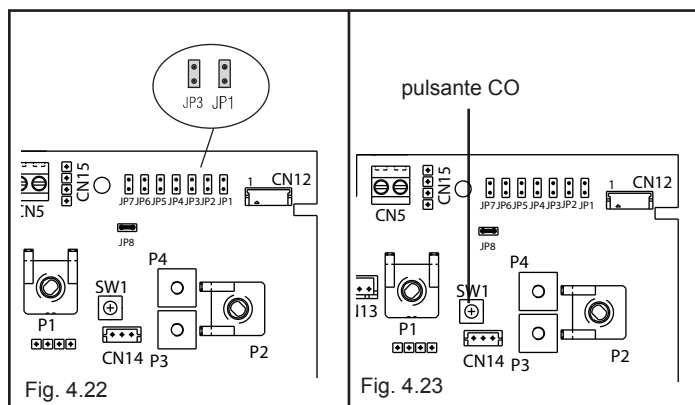 JP3 JP1
CN5
CN15
JP7 JP6 JP5 JP4 JP3 JP2 JP1
1
CN12
JP8
P4
SW1
P1
CN14
P3
P2
Fig. 4.22
pulsante CO
CN5
CN15
JP7 JP6 JP5 JP4 JP3 JP2 JP1
1
CN12
JP8
P4
SW1
N13
P1
CN14
P3
P2
Fig. 4.23